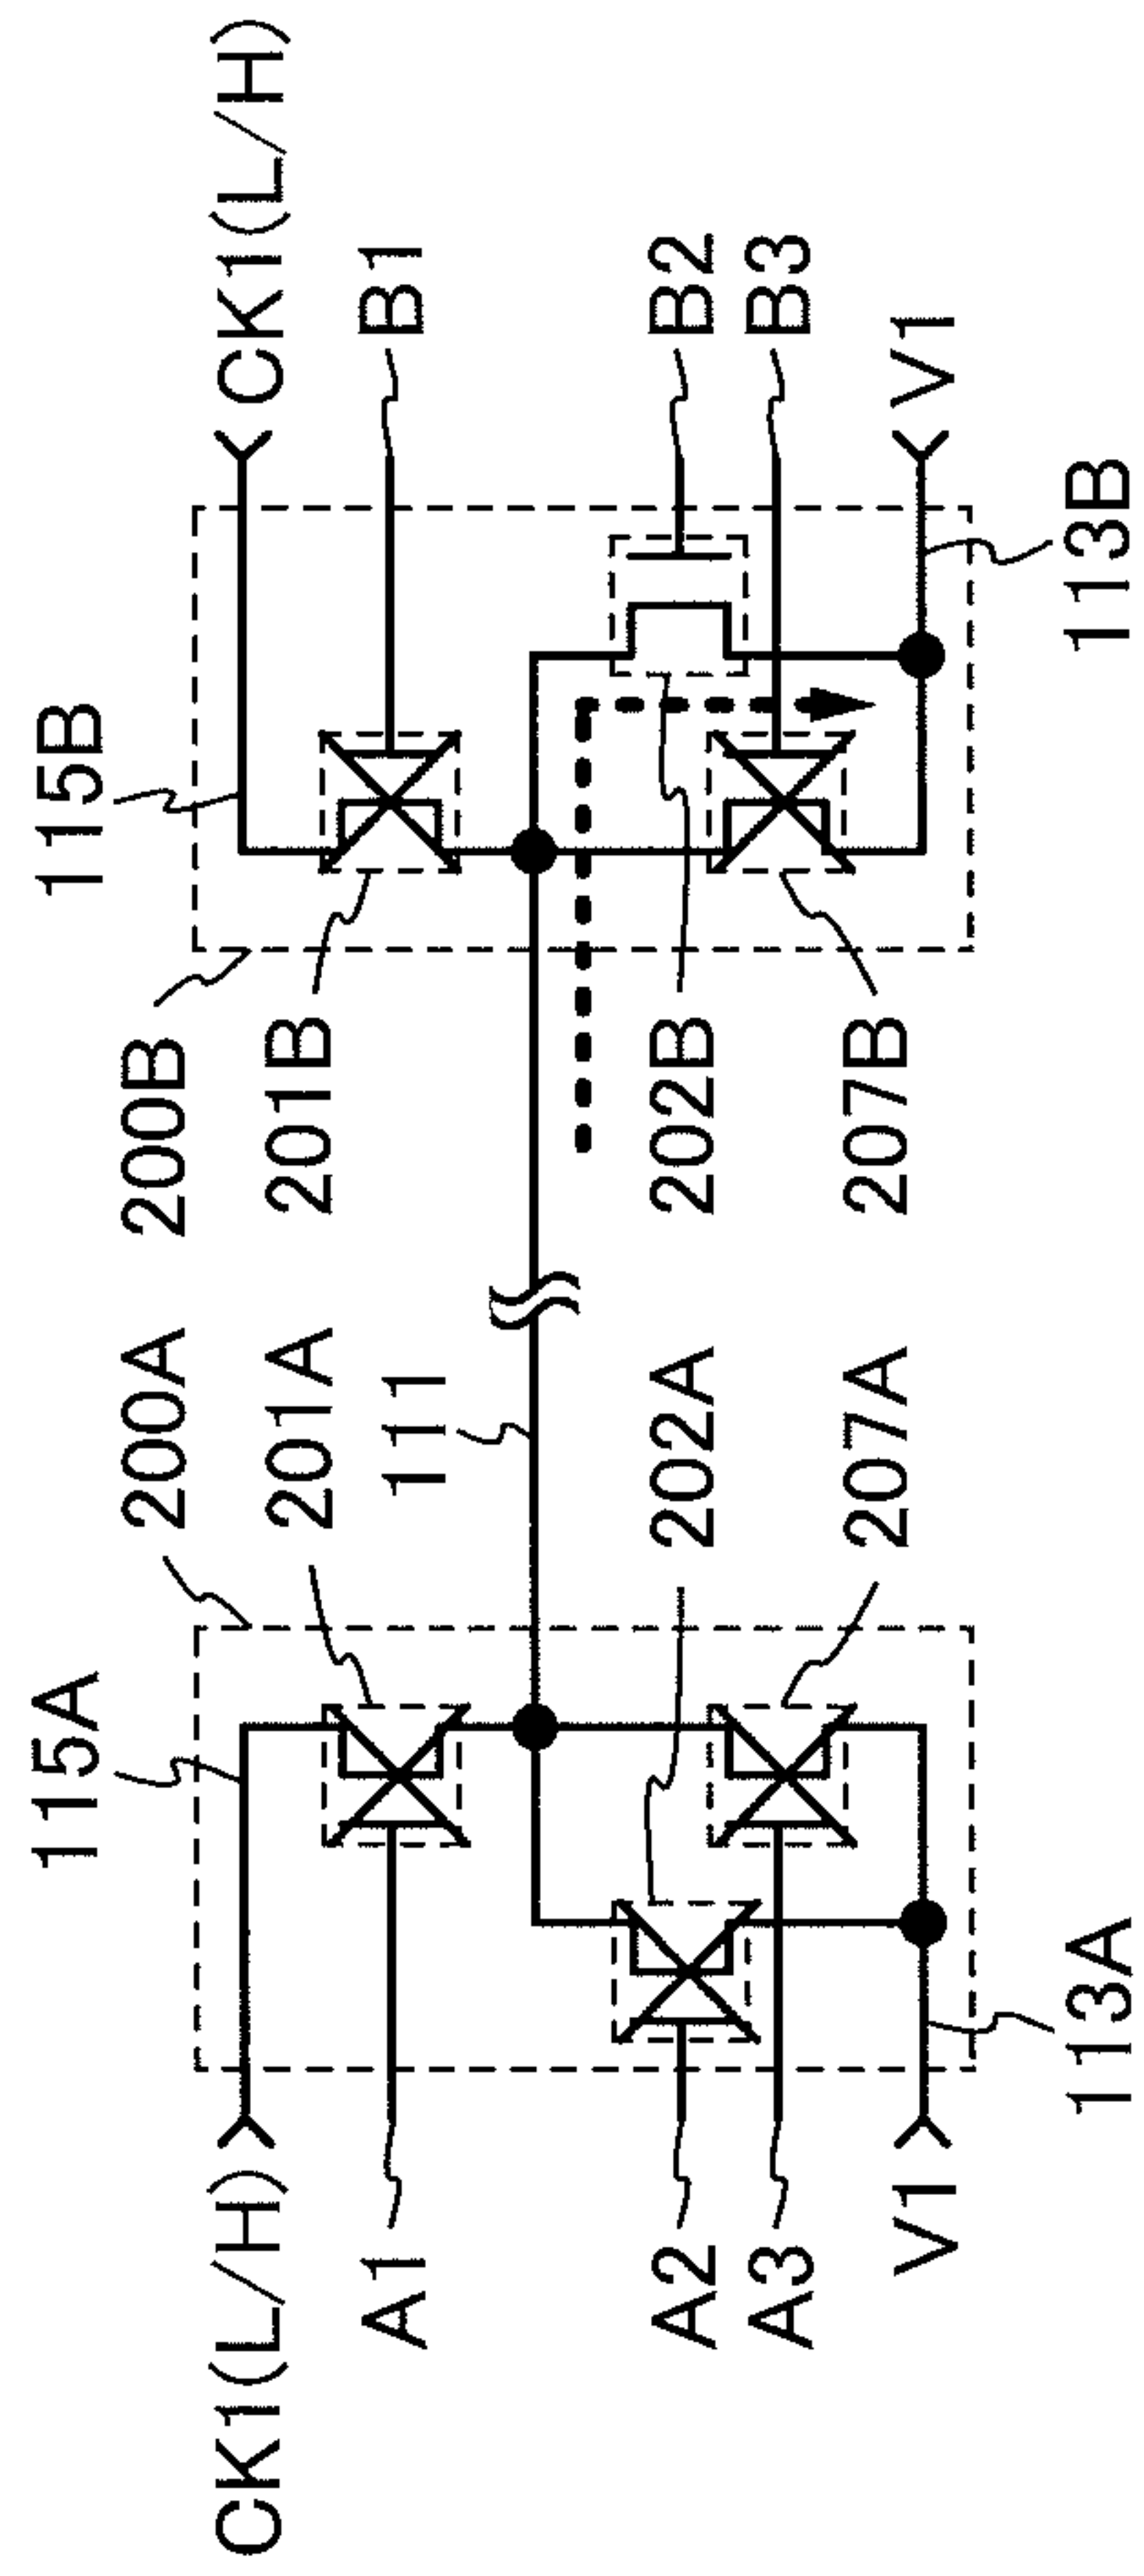 CK1(L/H)
115A
200A
200B
115B
CK1(L/H)
A1
201A
111
201B
B1
A2
202A
202B
B2
A3
207A
207B
B3
V1
113A
113B
V1